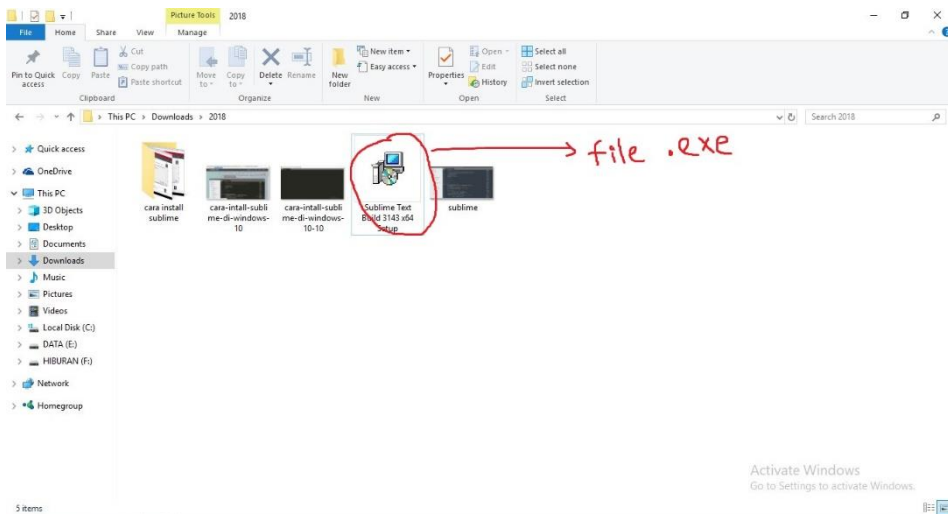 Picture Tools 2018
File Home Share View Manage
Pin to Quick access
Copy
Paste
Cut
Copy path
Paste shortcut
Clipboard
Move to
Copy to
Delete
Rename
Organize
New folder
New item
Easy access
New
Properties
Open
Edit
History
Open
Select all
Select none
Invert selection
Select
This PC > Downloads > 2018
Search 2018
Quick access
OneDrive
This PC
3D Objects
Desktop
Documents
Downloads
Music
Pictures
Videos
Local Disk (C:)
DATA (E:)
HIBURAN (F:)
Network
Homegroup
cara install
sublime
cara-intall-subli
me-di-windows-
10
cara-intall-subli
me-di-windows-
10-10
Sublime Text
Build 3143 x64
Setup
sublime
file .exe
Activate Windows
Go to Settings to activate Windows.
5 items